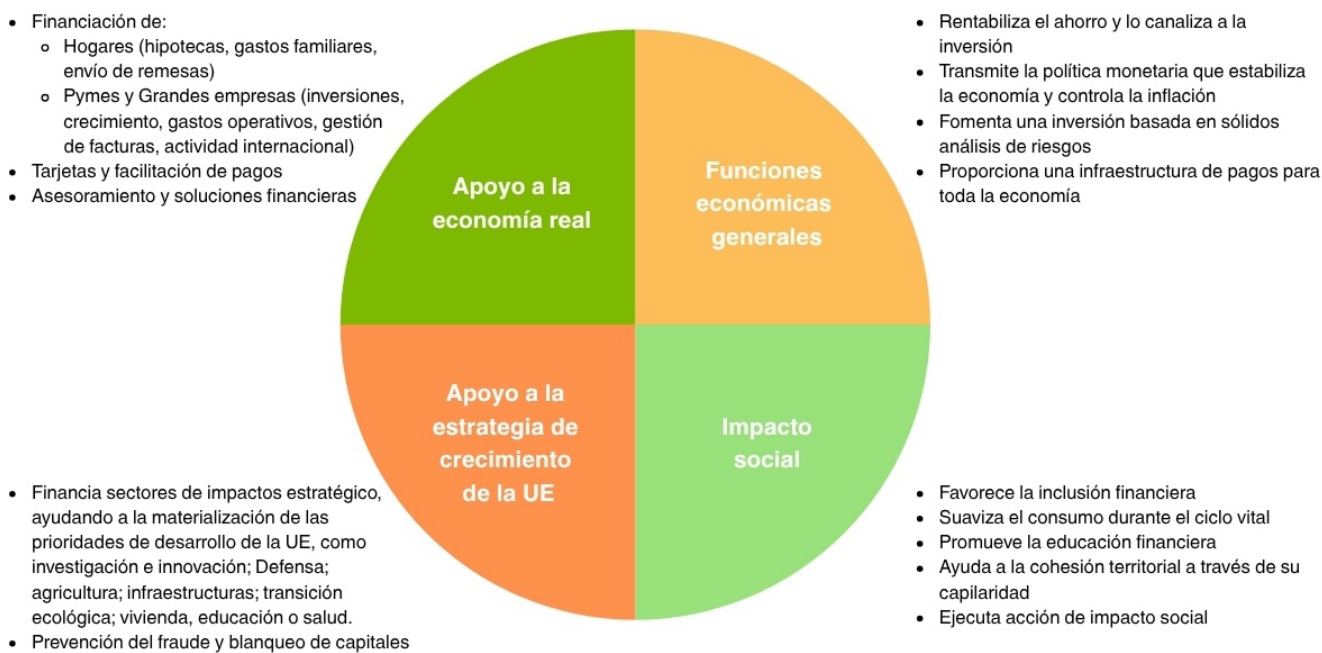 • Financiación de:
o Hogares (hipotecas, gastos familiares,
envío de remesas)
o Pymes y Grandes empresas (inversiones,
crecimiento, gastos operativos, gestión
de facturas, actividad internacional)
• Tarjetas y facilitación de pagos
• Asesoramiento y soluciones financieras
Apoyo a la
economía real
Funciones
económicas
generales
• Rentabiliza el ahorro y lo canaliza a la
inversión
• Transmite la política monetaria que estabiliza
la economía y controla la inflación
• Fomenta una inversión basada en sólidos
análisis de riesgos
• Proporciona una infraestructura de pagos para
toda la economía
Apoyo a la
estrategia de
crecimiento
de la UE
Impacto
social
• Financia sectores de impactos estratégico,
ayudando a la materialización de las
prioridades de desarrollo de la UE, como
investigación e innovación; Defensa;
agricultura; infraestructuras; transición
ecológica; vivienda, educación o salud.
• Prevención del fraude y blanqueo de capitales
• Favorece la inclusión financiera
• Suaviza el consumo durante el ciclo vital
• Promueve la educación financiera
• Ayuda a la cohesión territorial a través de su
capilaridad
• Ejecuta acción de impacto social